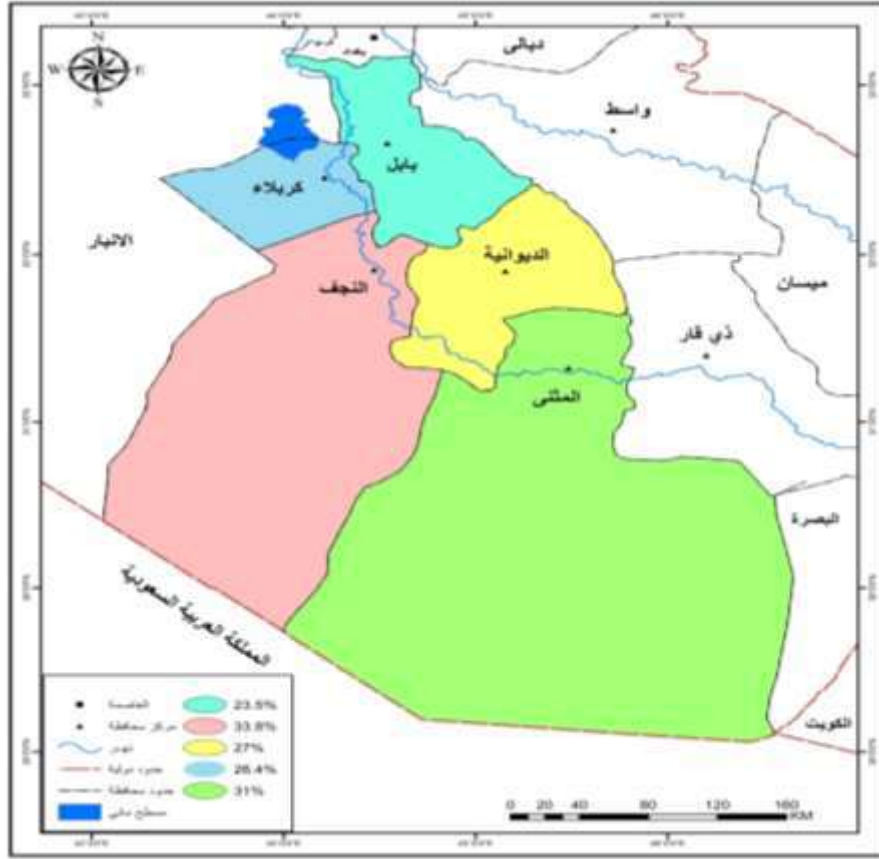 N
W E
S
ديالى
بغداد
واسط
بابل
كربلاء
الانبار
الديوانية
النجف
ميسان
ذي قار
المثنى
البصرة
المملكة العربية السعودية
الكويت
العاصمة 23.5%
مركز محافظة 33.8%
نهر 27%
حدود دولية 26.4%
حدود محافظة 31%
مسطح مائي
0 20 40 80 120 160
KM